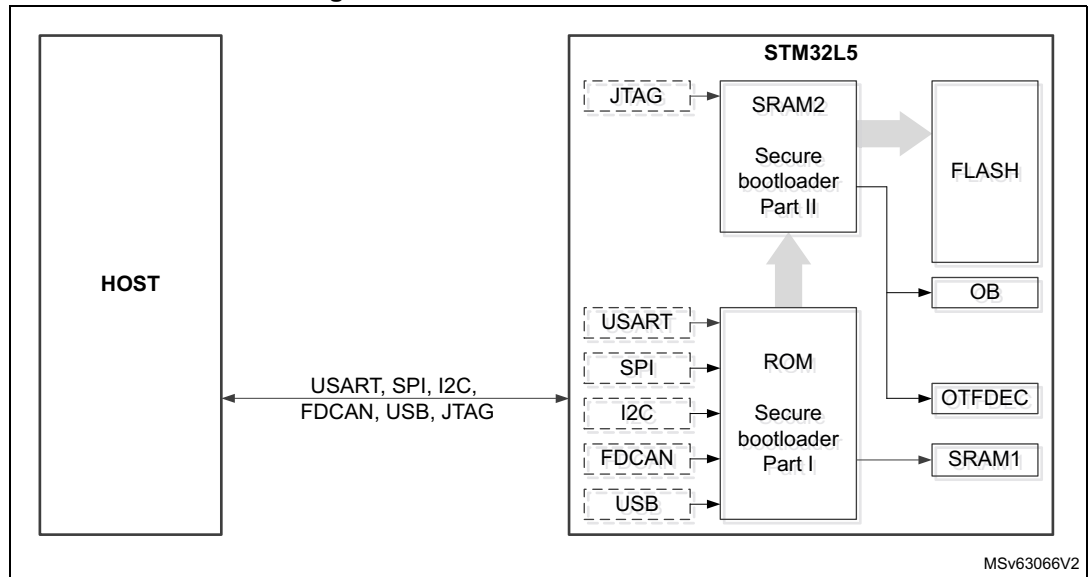 STM32L5
JTAG
SRAM2
Secure
bootloader
Part II
FLASH
HOST
OB
USART
SPI
I2C
FDCAN
USB
ROM
Secure
bootloader
Part I
USART, SPI, I2C,
FDCAN, USB, JTAG
OTFDEC
SRAM1
MSv63066V2